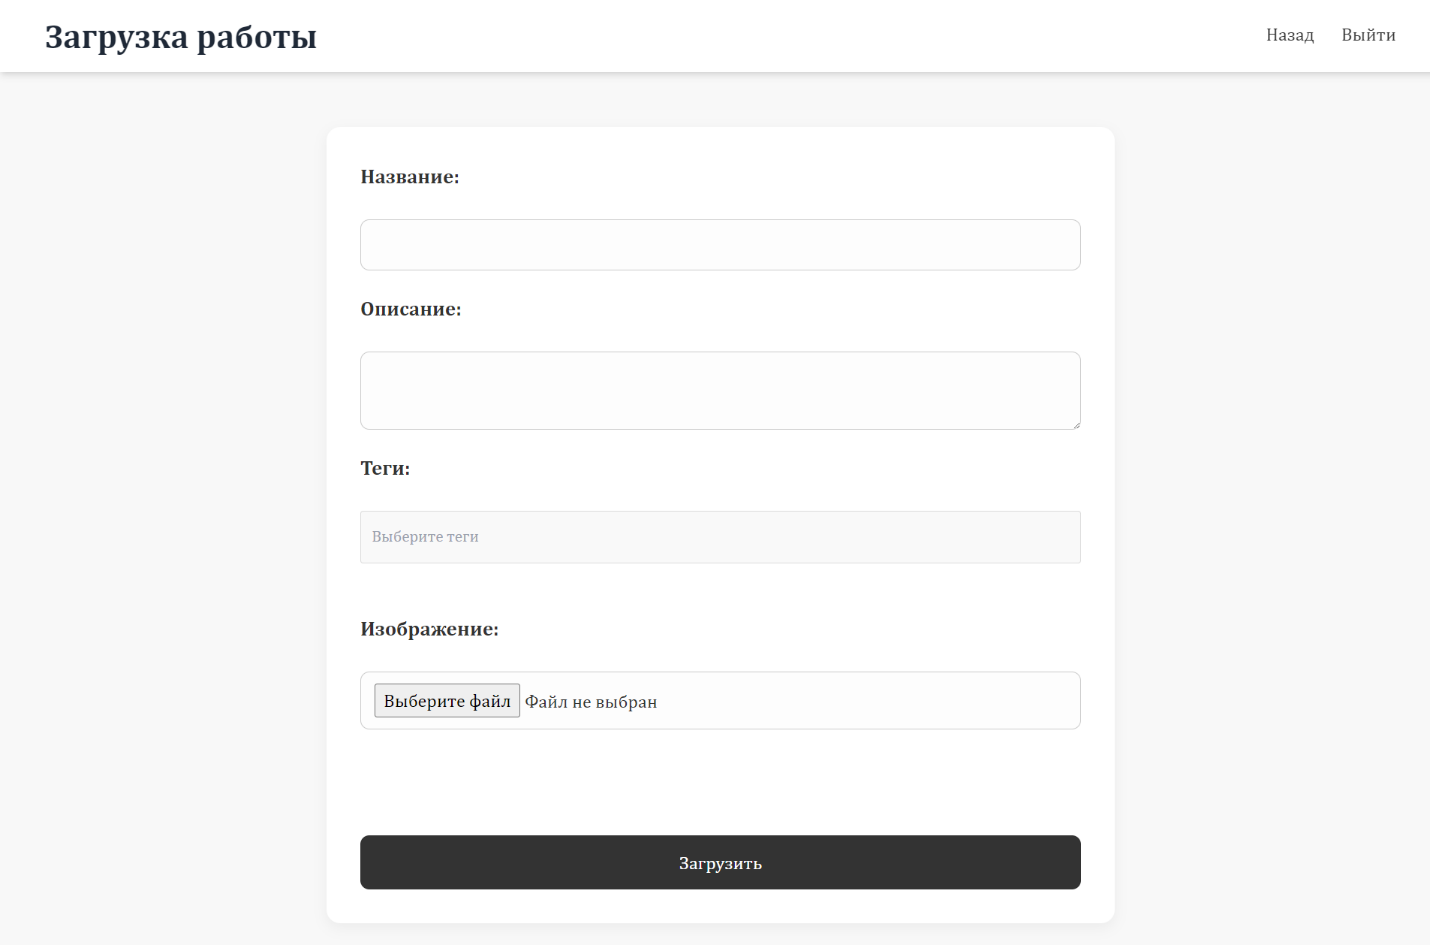 Загрузка работы
Назад Выйти
Название:
Описание:
Теги:
Выберите теги
Изображение:
Выберите файл Файл не выбран
Загрузить